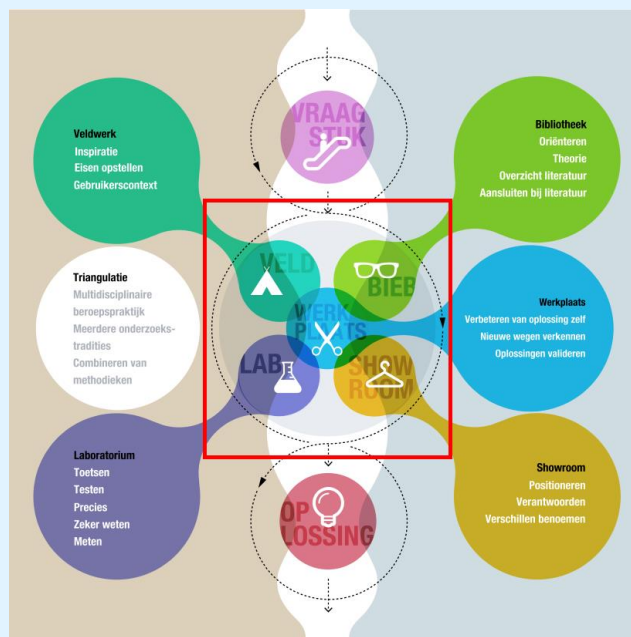 VRAAG
STUK
Veldwerk
Inspiratie
Eisen opstellen
Gebruikerscontext
Bibliotheek
Oriënteren
Theorie
Overzicht literatuur
Aansluiten bij literatuur
VELD
BIEB
Triangulatie
Multidisciplinaire
beroepspraktijk
Meerdere onderzoeks-
tradities
Combineren van
methodieken
WERK
PLAATS
Werkplaats
Verbeteren van oplossing zelf
Nieuwe wegen verkennen
Oplossingen valideren
LAB
SHOW
ROOM
Laboratorium
Toetsen
Testen
Precies
Zeker weten
Meten
Showroom
Positioneren
Verantwoorden
Verschillen benoemen
OP
LOSSING